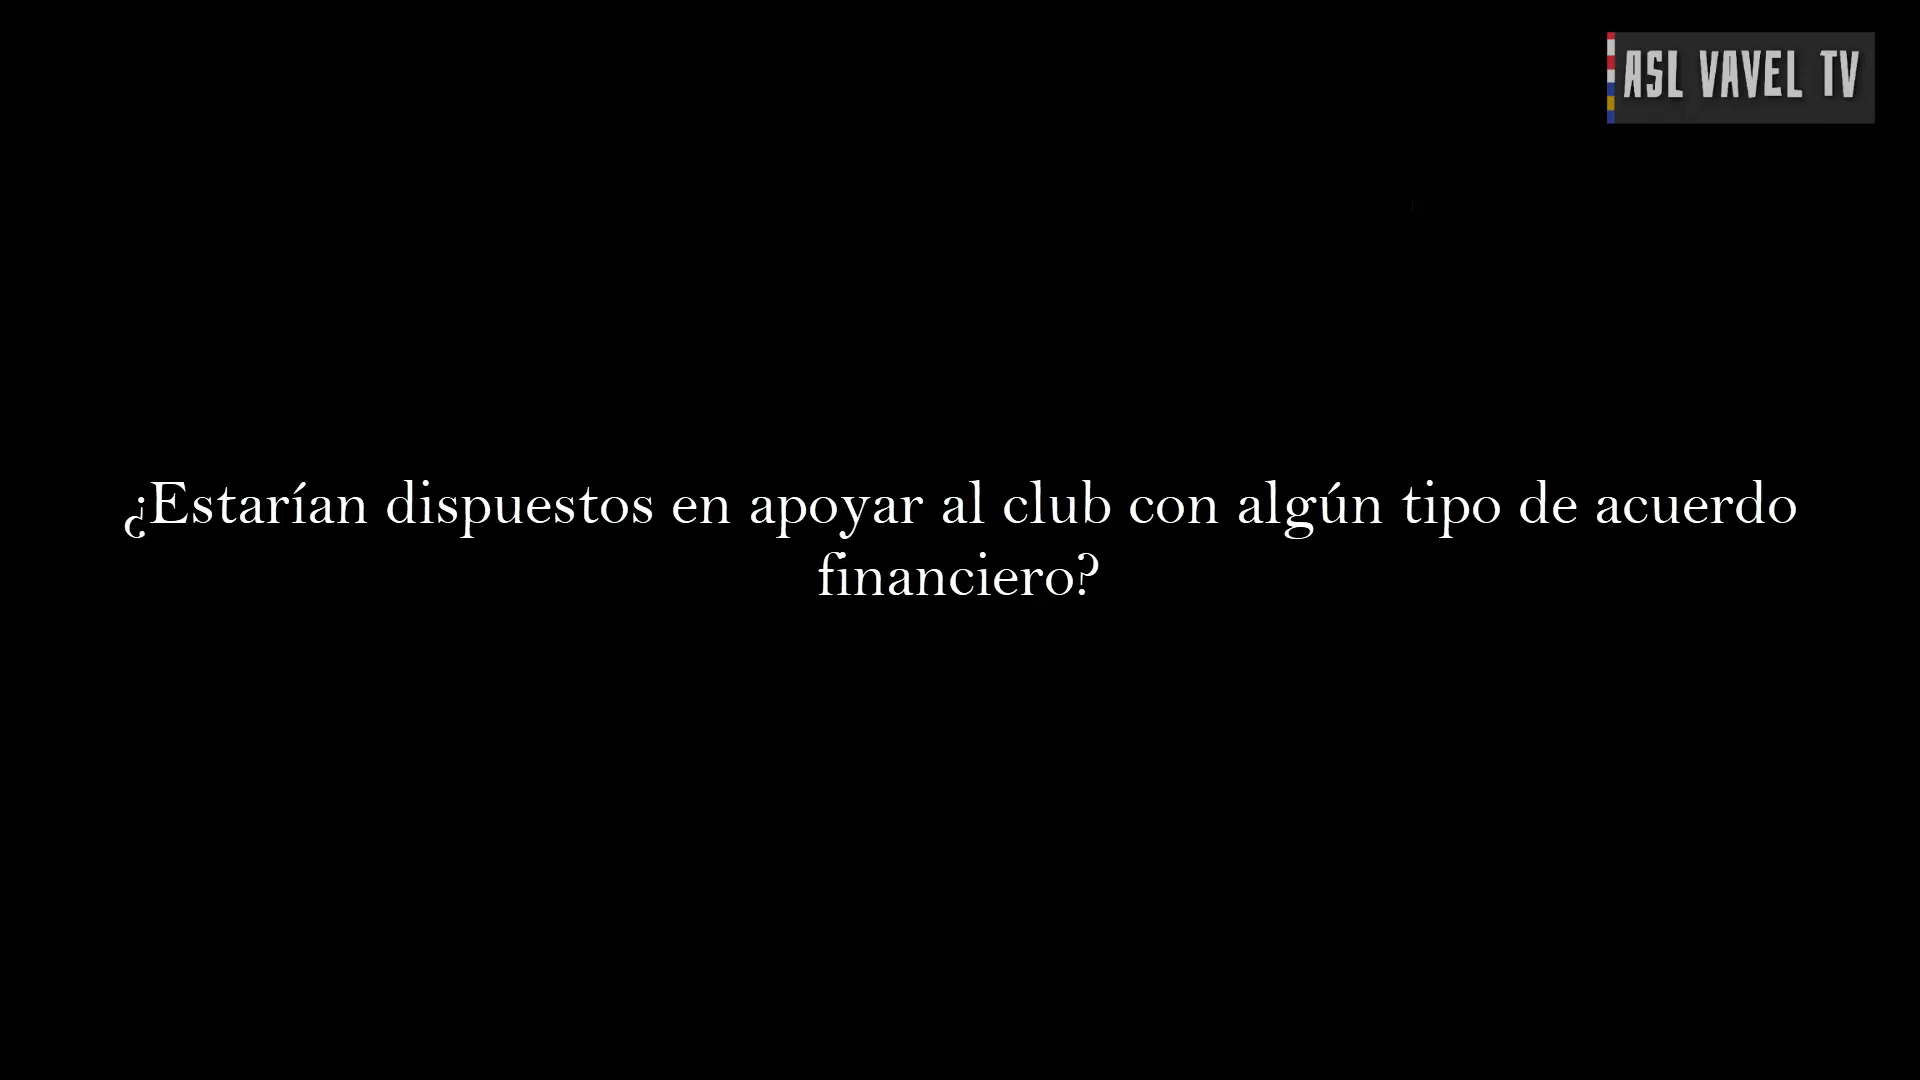 ASL VAVEL TV
¿Estarían dispuestos en apoyar al club con algún tipo de acuerdo
financiero?